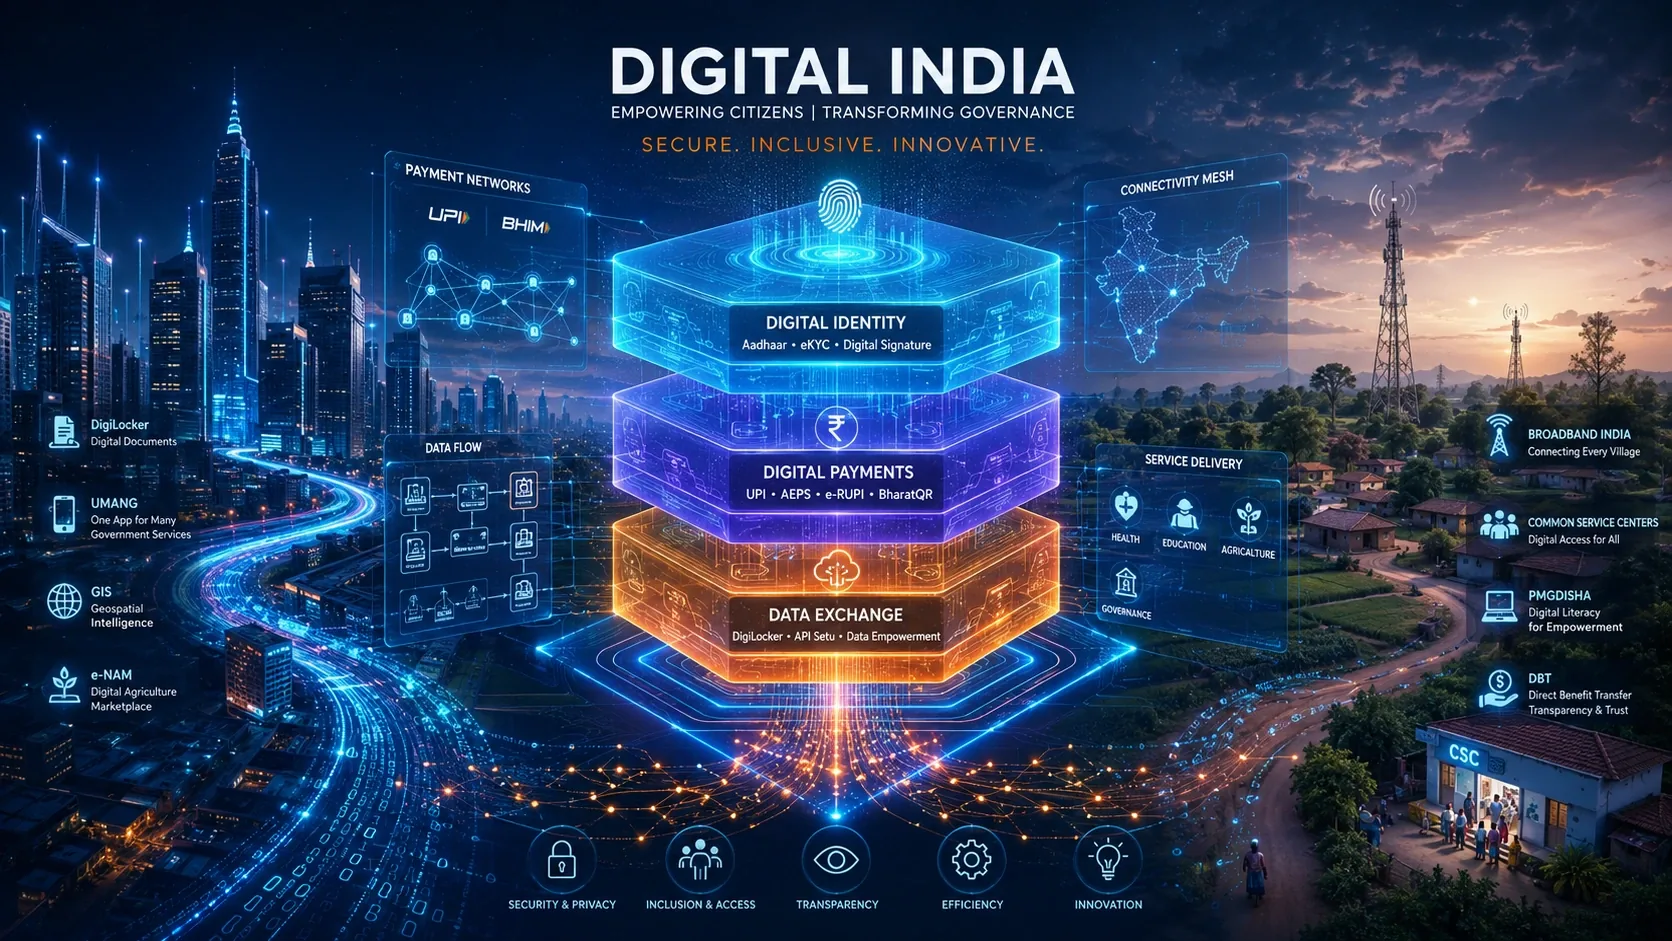 DIGITAL INDIA
EMPOWERING CITIZENS | TRANSFORMING GOVERNANCE
SECURE. INCLUSIVE. INNOVATIVE.
PAYMENT NETWORKS
UPI
BHIM
CONNECTIVITY MESH
DIGITAL IDENTITY
Aadhaar • eKYC • Digital Signature
DIGITAL PAYMENTS
UPI • AEPS • e-RUPI • BharatQR
DATA EXCHANGE
DigiLocker • API Setu • Data Empowerment
DATA FLOW
SERVICE DELIVERY
HEALTH
EDUCATION
AGRICULTURE
GOVERNANCE
DigiLocker
Digital Documents
UMANG
One App for Many
Government Services
GIS
Geospatial
Intelligence
e-NAM
Digital Agriculture
Marketplace
BROADBAND INDIA
Connecting Every Village
COMMON SERVICE CENTERS
Digital Access for All
PMGDISHA
Digital Literacy
for Empowerment
DBT
Direct Benefit Transfer
Transparency & Trust
CSC
SECURITY & PRIVACY
INCLUSION & ACCESS
TRANSPARENCY
EFFICIENCY
INNOVATION